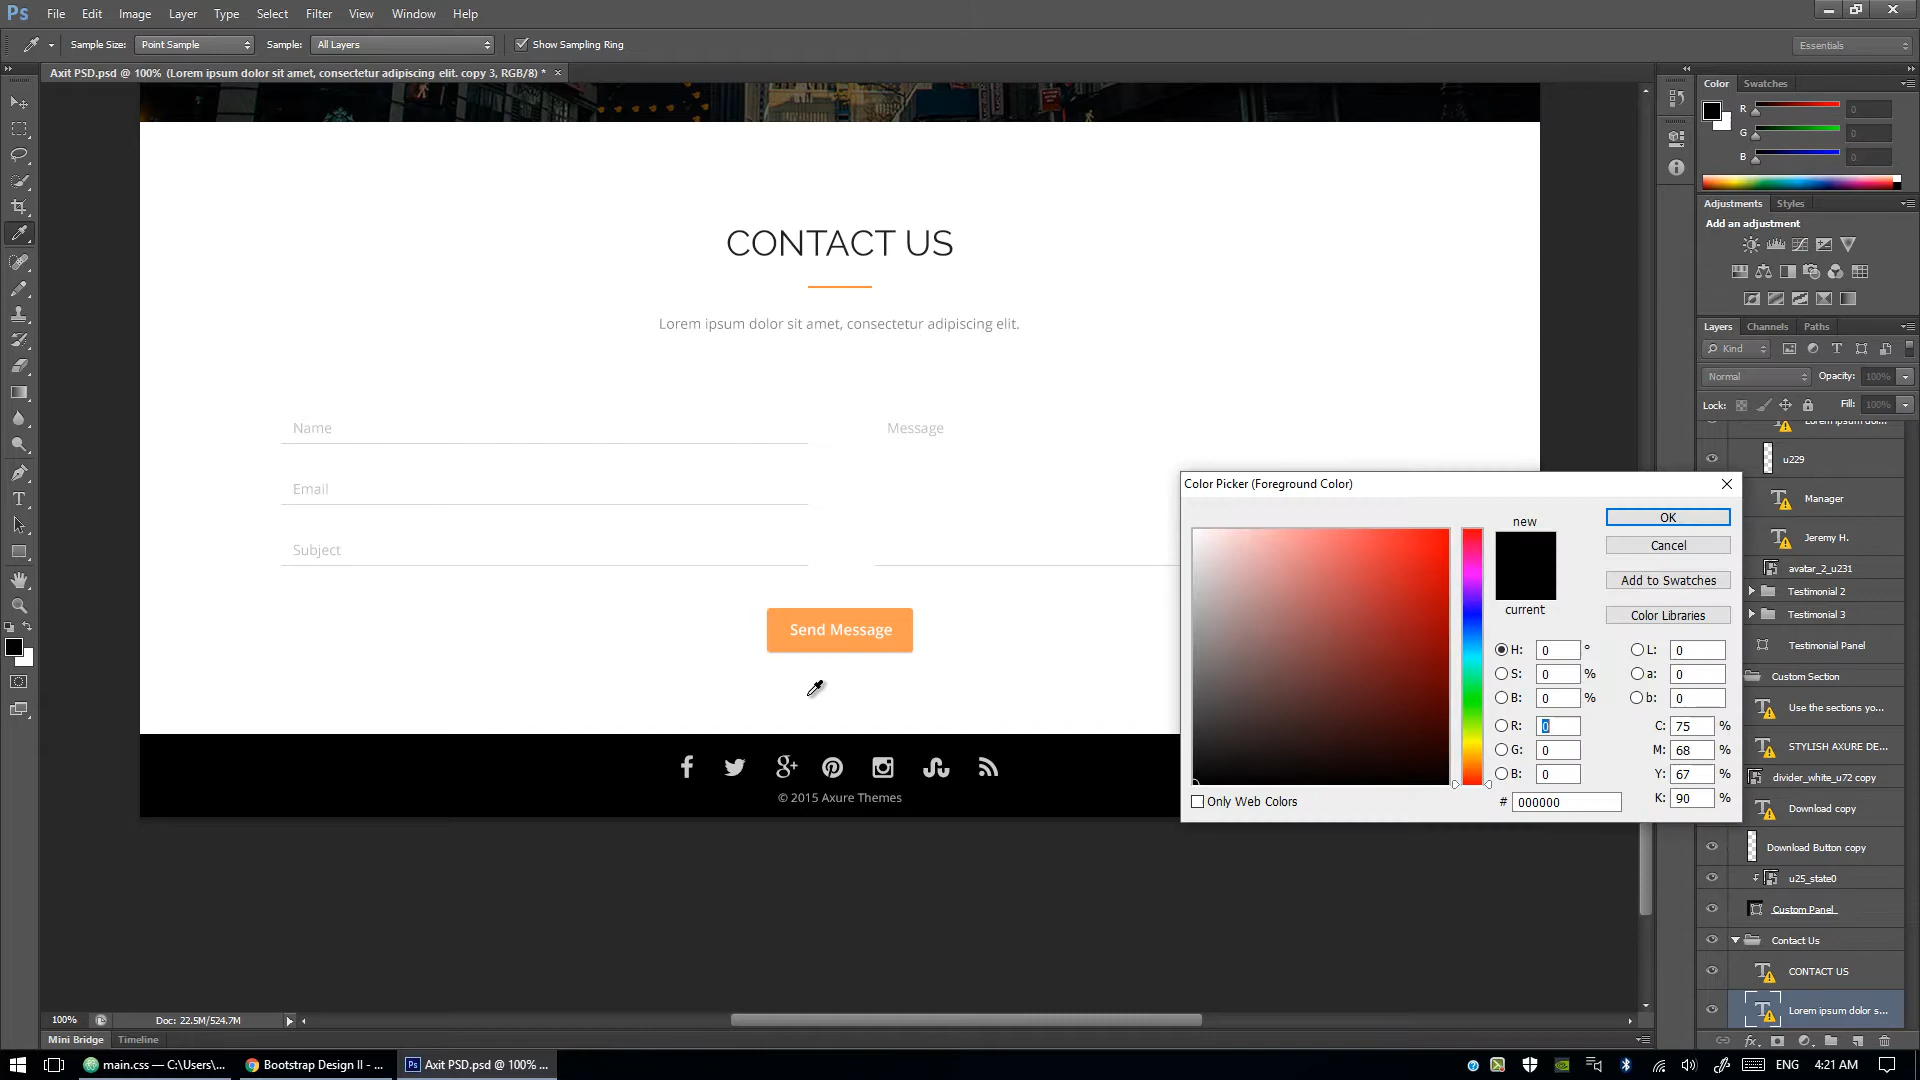 Ps File Edit Image Layer Type Select Filter 3D View Window Help
Sample Size: Point Sample Sample: All Layers Show Sampling Ring Essentials
Axit PSD.psd @ 100% (Lorem ipsum dolor sit amet, consectetur adipiscing elit. copy 3, RGB/8) * ×
CONTACT US
Lorem ipsum dolor sit amet, consectetur adipiscing elit.
Name
Message
Email
Subject
Send Message
© 2015 Axure Themes
Color Picker (Foreground Color)
new
current
OK
Cancel
Add to Swatches
Color Libraries
H: 0 ° L: 0
S: 0 % a: 0
B: 0 % b: 0
R: 0 C: 75 %
G: 0 M: 68 %
B: 0 Y: 67 %
# 000000 K: 90 %
Only Web Colors
Color Swatches
R 0
G 0
B 0
Adjustments Styles
Add an adjustment
Layers Channels Paths
Kind
Normal Opacity: 100%
Lock: Fill: 100%
u229
Manager
Jeremy H.
avatar_2_u231
Testimonial 2
Testimonial 3
Testimonial Panel
Custom Section
Use the sections yo...
STYLISH AXURE DE...
divider_white_u72 copy
Download copy
Download Button copy
u25_state0
Custom Panel
Contact Us
CONTACT US
Lorem ipsum dolor s...
100% Doc: 22.5M/524.7M
Mini Bridge Timeline
main.css — C:\Users\... Bootstrap Design II - ... Axit PSD.psd @ 100% ... ENG 4:21 AM